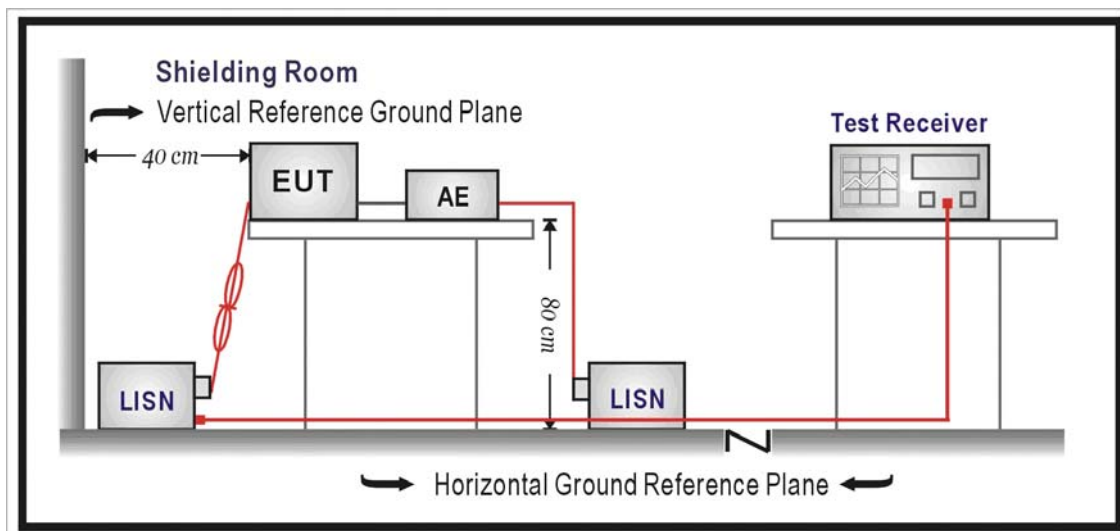 Shielding Room
Vertical Reference Ground Plane
Test Receiver
40 cm
EUT
AE
80 cm
LISN
LISN
Horizontal Ground Reference Plane